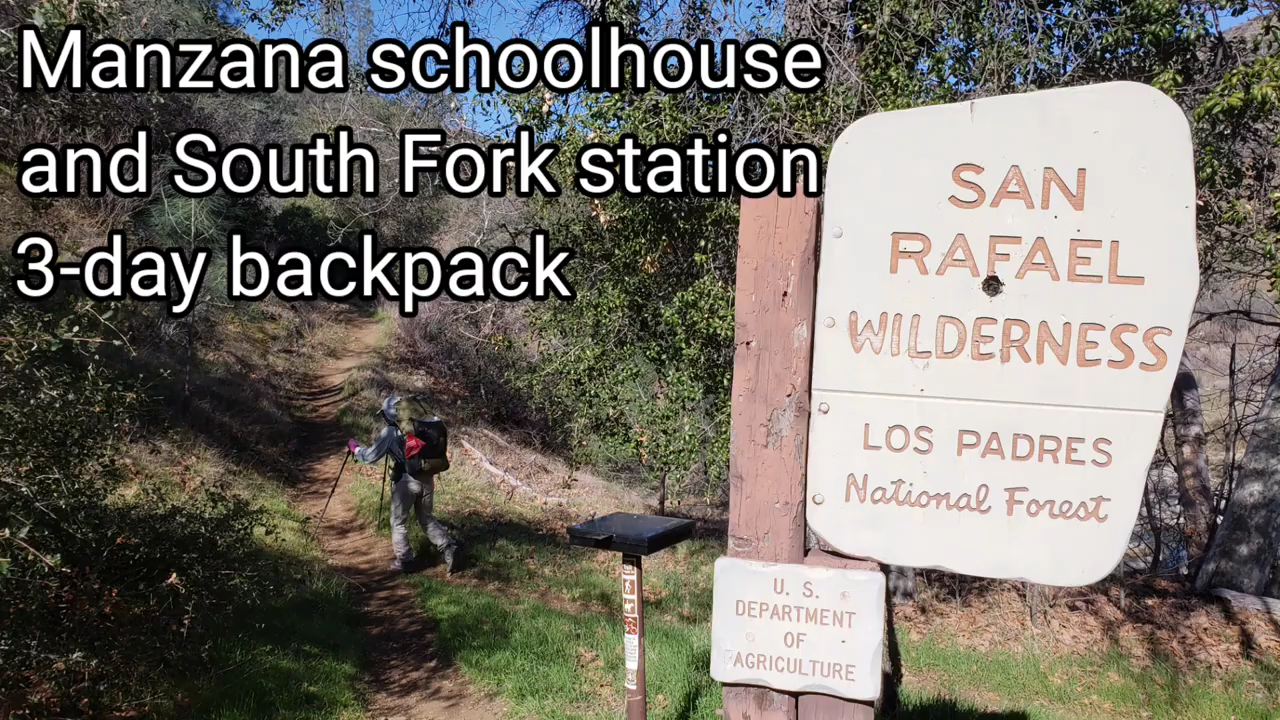 Manzana schoolhouse
and South Fork station
3-day backpack
SAN
RAFAEL
WILDERNESS
LOS PADRES
National Forest
U. S.
DEPARTMENT
OF
AGRICULTURE